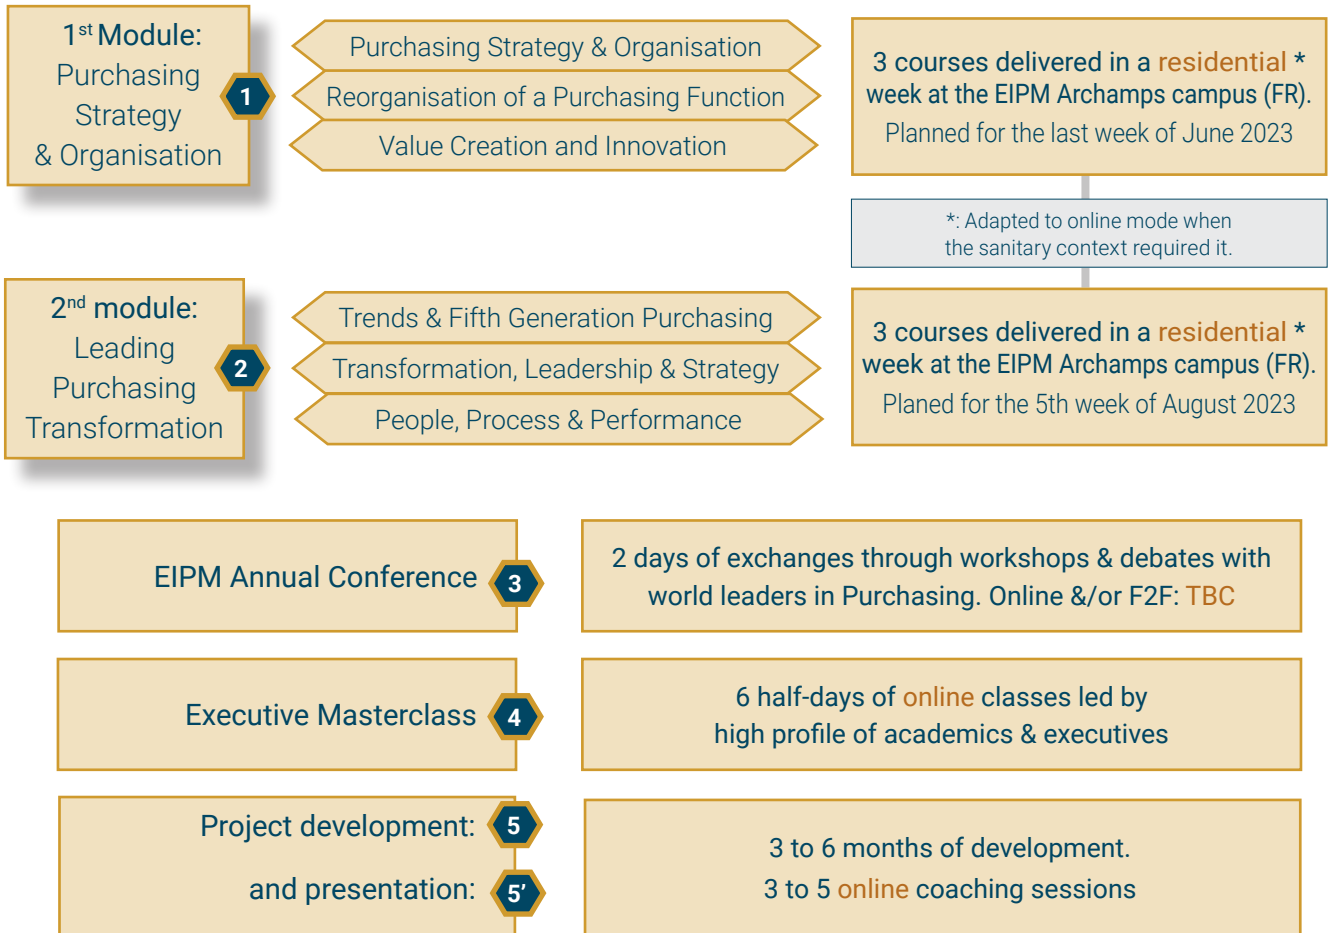 1st Module:
Purchasing
Strategy
& Organisation
1
Purchasing Strategy & Organisation
Reorganisation of a Purchasing Function
Value Creation and Innovation
3 courses delivered in a residential *
week at the EIPM Archamps campus (FR).
Planned for the last week of June 2023
*: Adapted to online mode when
the sanitary context required it.
2nd module:
Leading
Purchasing
Transformation
2
Trends & Fifth Generation Purchasing
Transformation, Leadership & Strategy
People, Process & Performance
3 courses delivered in a residential *
week at the EIPM Archamps campus (FR).
Planed for the 5th week of August 2023
EIPM Annual Conference
3
2 days of exchanges through workshops & debates with
world leaders in Purchasing. Online &/or F2F: TBC
Executive Masterclass
4
6 half-days of online classes led by
high profile of academics & executives
Project development:
5
and presentation:
5’
3 to 6 months of development.
3 to 5 online coaching sessions